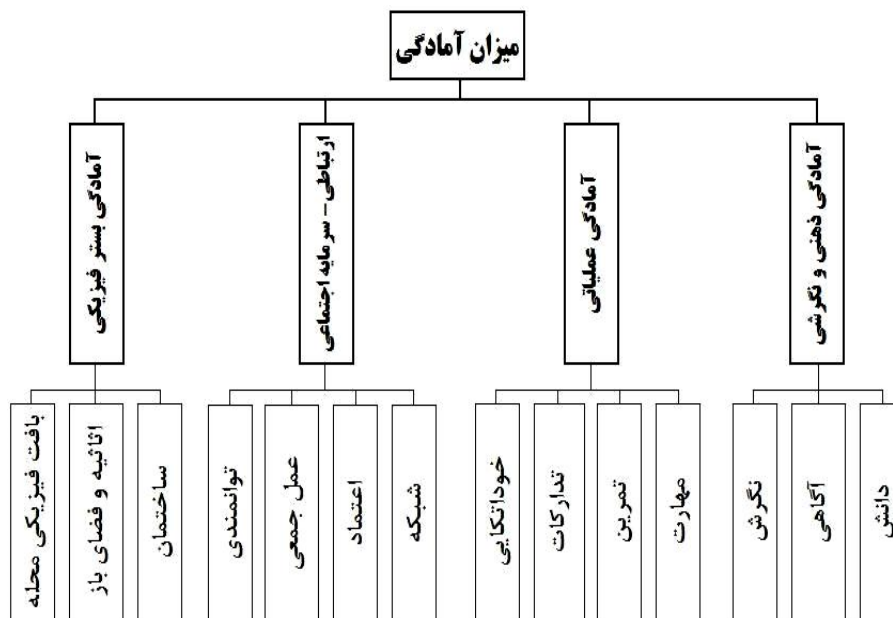 میزان آمادگی
آمادگی ذهنی و نگرشی
آمادگی عملیاتی
ارتباطی - سرمایه اجتماعی
آمادگی بستر فیزیکی
دانش
آگاهی
نگرش
مهارت
تمرین
تدارکات
خوداتکایی
شبکه
اعتماد
عمل جمعی
توانمندی
ساختمان
اثاثیه و فضای باز
بافت فیزیکی محله